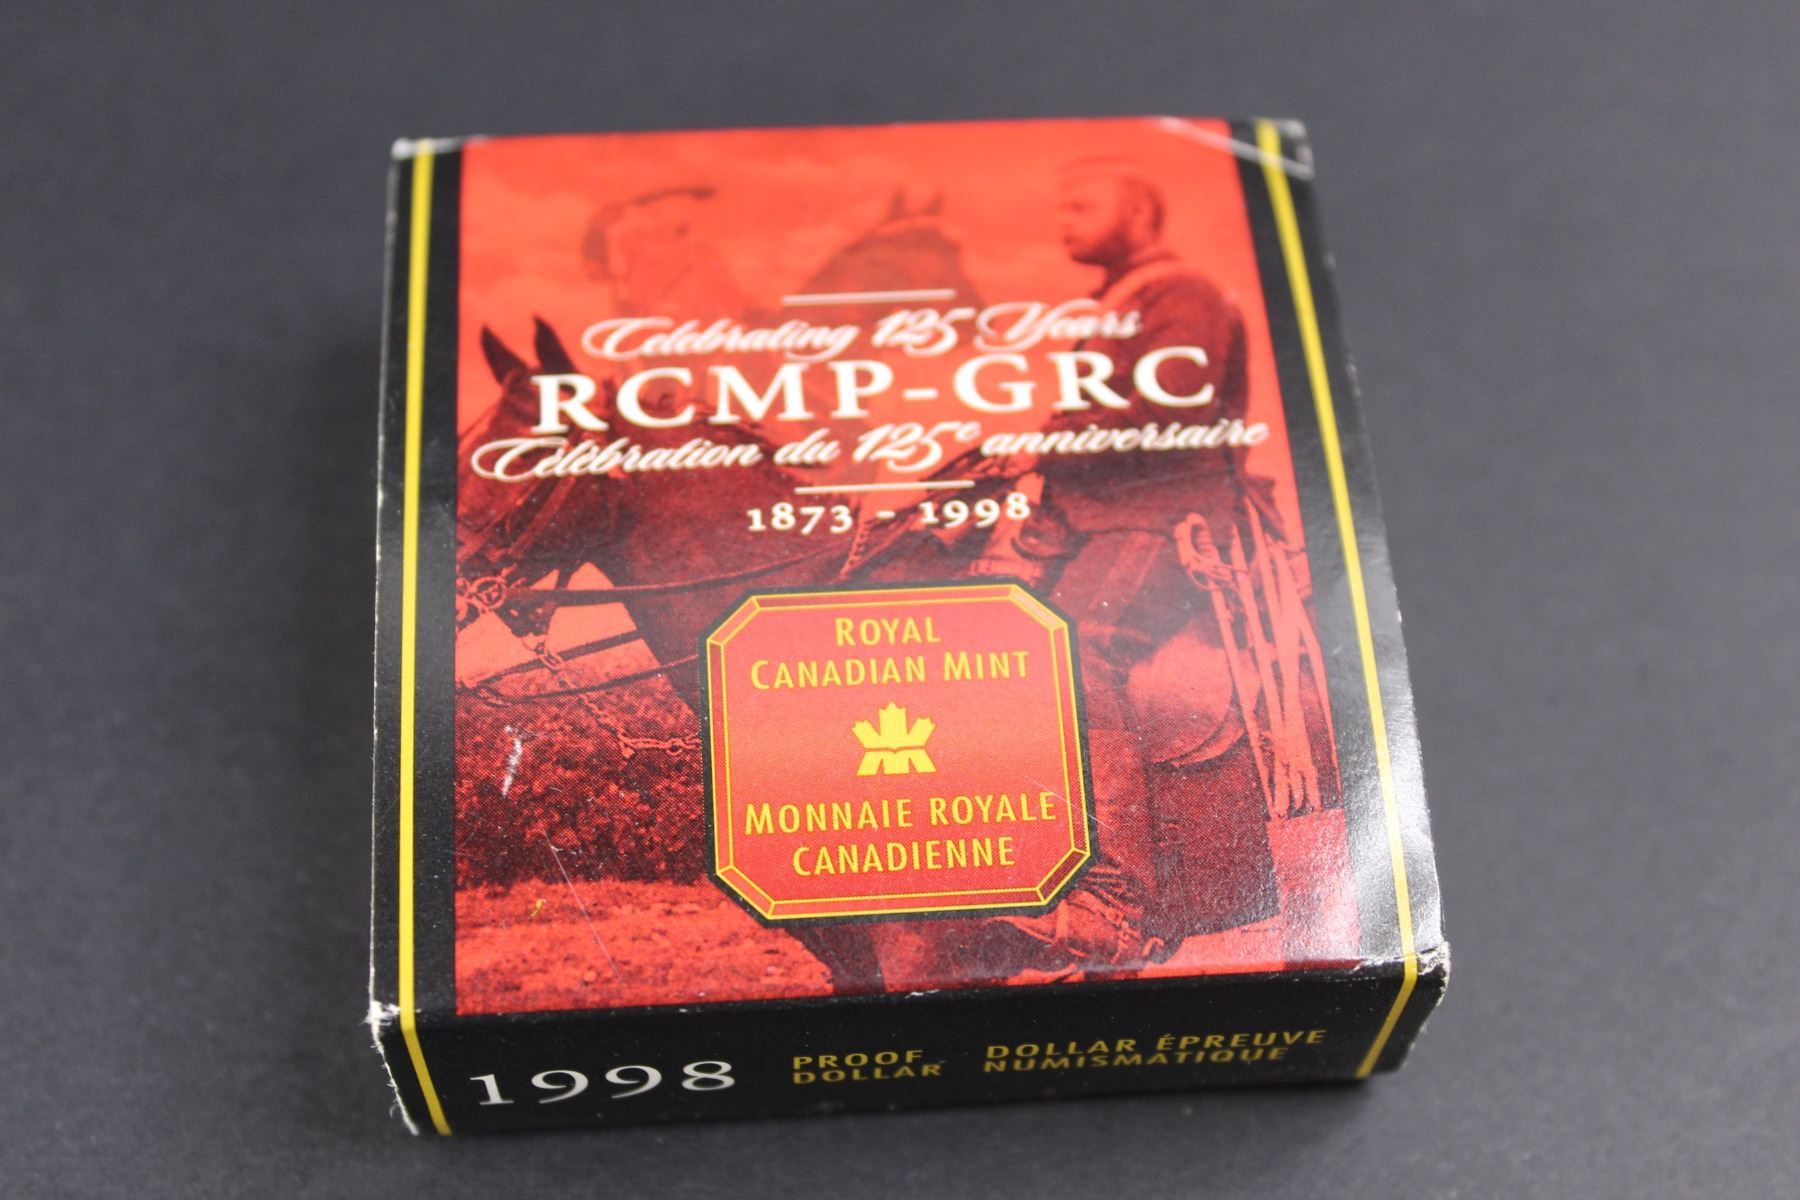 Celebrating 125 Years
RCMP-GRC
Célébration du 125e anniversaire
1873 - 1998
ROYAL
CANADIAN MINT
MONNAIE ROYALE
CANADIENNE
1998
PROOF
DOLLAR
DOLLAR ÉPREUVE
NUMISMATIQUE